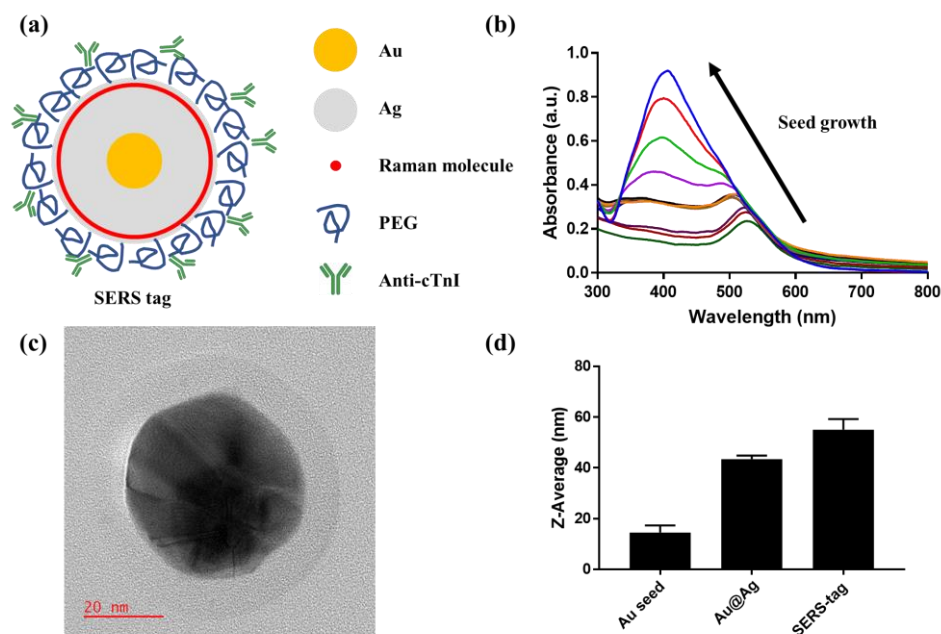 (a)
Au
Ag
Raman molecule
PEG
Anti-cTnI
SERS tag
(b)
Absorbance (a.u.)
1.0
0.8
0.6
0.4
0.2
0.0
Seed growth
300 400 500 600 700 800
Wavelength (nm)
(c)
20 nm
(d)
Z-Average (nm)
80
60
40
20
0
Au seed
Au@Ag
SERS-tag